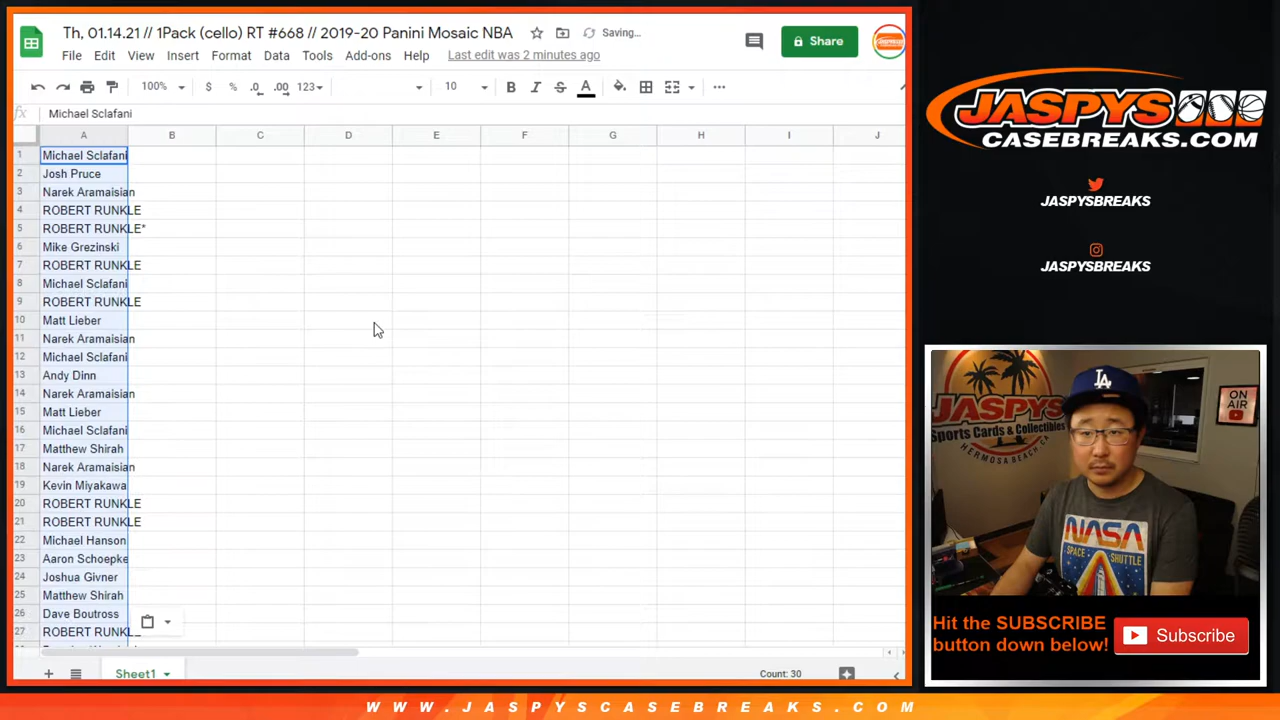 Th, 01.14.21 // 1Pack (cello) RT #668 // 2019-20 Panini Mosaic NBA
Saving...
File Edit View Insert Format Data Tools Add-ons Help Last edit was 2 minutes ago
Share
100% $ % .0 .00 123 10 B I S A
fx Michael Sclafani
A B C D E F G H I J
1 Michael Sclafani
2 Josh Pruce
3 Narek Aramaisian
4 ROBERT RUNKLE
5 ROBERT RUNKLE*
6 Mike Grezinski
7 ROBERT RUNKLE
8 Michael Sclafani
9 ROBERT RUNKLE
10 Matt Lieber
11 Narek Aramaisian
12 Michael Sclafani
13 Andy Dinn
14 Narek Aramaisian
15 Matt Lieber
16 Michael Sclafani
17 Matthew Shirah
18 Narek Aramaisian
19 Kevin Miyakawa
20 ROBERT RUNKLE
21 ROBERT RUNKLE
22 Michael Hanson
23 Aaron Schoepke
24 Joshua Givner
25 Matthew Shirah
26 Dave Boutross
27 ROBERT RUNKLE
Sheet1
Count: 30
JASPYS
CASEBREAKS.COM
JASPYSBREAKS
JASPYSBREAKS
JASPYS
Sports Cards & Collectibles
HERMOSA BEACH, CA
LA
ON
AIR
NASA
SPACE SHUTTLE
Hit the SUBSCRIBE
button down below!
Subscribe
WWW.JASPYSCASEBREAKS.COM